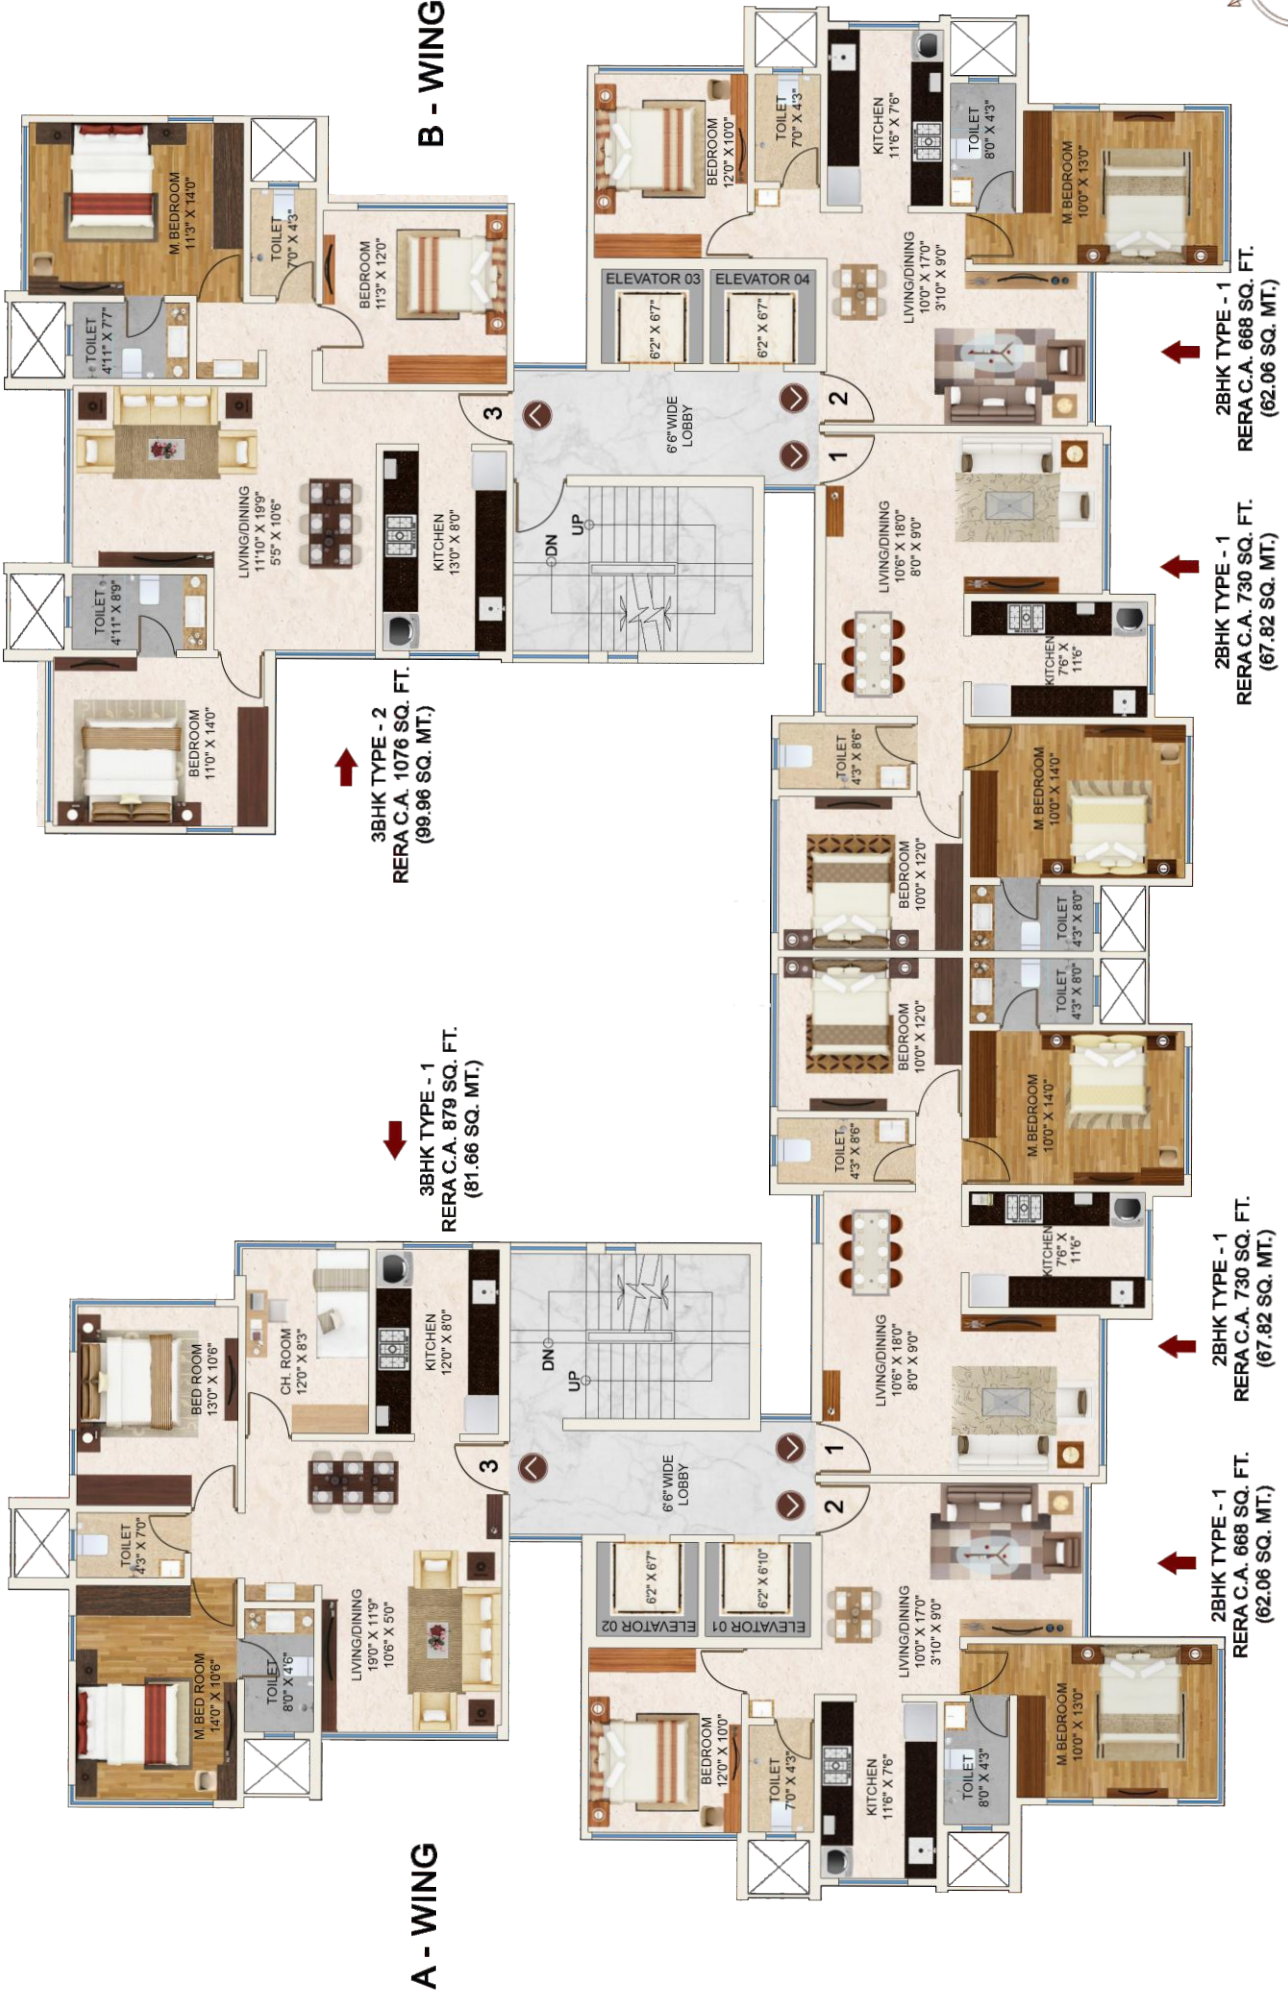 A - WING
B - WING
M. BED ROOM
14'0" X 10'6"
TOILET
4'3" X 7'0"
BED ROOM
13'0" X 10'6"
TOILET
8'0" X 4'6"
CH. ROOM
12'0" X 8'3"
LIVING/DINING
19'0" X 11'9"
10'6" X 5'0"
KITCHEN
12'0" X 8'0"
3
3BHK TYPE - 1
RERA C.A. 879 SQ. FT.
(81.66 SQ. MT.)
BEDROOM
11'0" X 14'0"
TOILET
4'11" X 8'9"
LIVING/DINING
11'10" X 19'9"
5'5" X 10'6"
TOILET
4'11" X 7'7"
M. BEDROOM
11'3" X 14'0"
TOILET
7'0" X 4'3"
BEDROOM
11'3" X 12'0"
KITCHEN
13'0" X 8'0"
3
3BHK TYPE - 2
RERA C.A. 1076 SQ. FT.
(99.96 SQ. MT.)
DN
UP
6'6" WIDE
LOBBY
ELEVATOR 02
6'2" X 6'7"
ELEVATOR 01
6'2" X 6'10"
2
1
DN
UP
6'6" WIDE
LOBBY
ELEVATOR 03
6'2" X 6'7"
ELEVATOR 04
6'2" X 6'7"
1
2
BEDROOM
12'0" X 10'0"
TOILET
7'0" X 4'3"
KITCHEN
11'6" X 7'6"
LIVING/DINING
10'0" X 17'0"
3'10" X 9'0"
TOILET
8'0" X 4'3"
M. BEDROOM
10'0" X 13'0"
2BHK TYPE - 1
RERA C.A. 668 SQ. FT.
(62.06 SQ. MT.)
LIVING/DINING
10'6" X 18'0"
8'0" X 9'0"
KITCHEN
7'6" X
11'6"
TOILET
4'3" X 8'6"
BEDROOM
10'0" X 12'0"
M. BEDROOM
10'0" X 14'0"
TOILET
4'3" X 8'0"
2BHK TYPE - 1
RERA C.A. 730 SQ. FT.
(67.82 SQ. MT.)
BEDROOM
10'0" X 12'0"
TOILET
4'3" X 8'6"
LIVING/DINING
10'6" X 18'0"
8'0" X 9'0"
TOILET
4'3" X 8'0"
M. BEDROOM
10'0" X 14'0"
KITCHEN
7'6" X
11'6"
2BHK TYPE - 1
RERA C.A. 730 SQ. FT.
(67.82 SQ. MT.)
BEDROOM
12'0" X 10'0"
TOILET
7'0" X 4'3"
KITCHEN
11'6" X 7'6"
LIVING/DINING
10'0" X 17'0"
3'10" X 9'0"
TOILET
8'0" X 4'3"
M. BEDROOM
10'0" X 13'0"
2BHK TYPE - 1
RERA C.A. 668 SQ. FT.
(62.06 SQ. MT.)